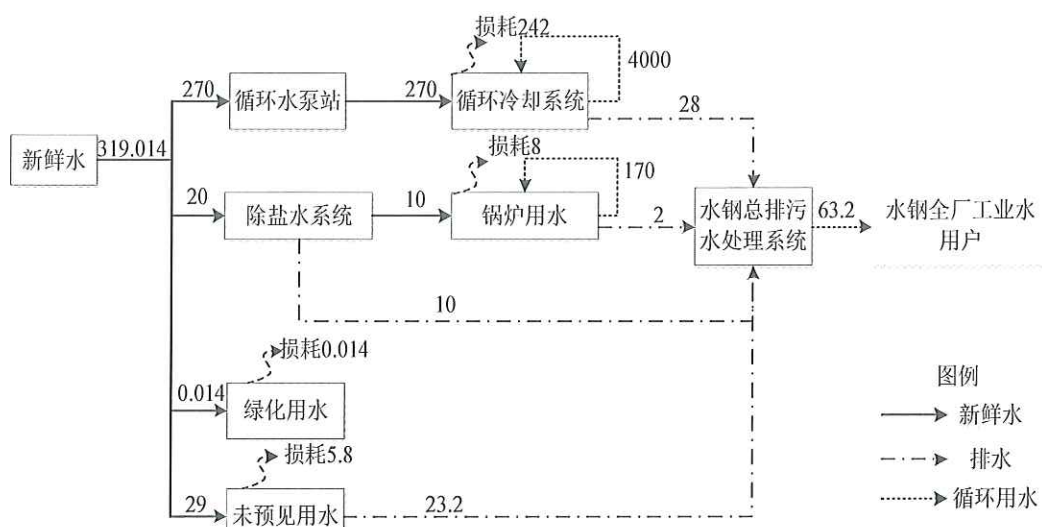 损耗242
4000
270
循环水泵站
270
循环冷却系统
28
新鲜水
319.014
损耗8
170
20
除盐水系统
10
锅炉用水
2
水钢总排污
水处理系统
63.2
水钢全厂工业水
用户
10
损耗0.014
0.014
绿化用水
图例
新鲜水
损耗5.8
排水
29
未预见用水
23.2
循环用水